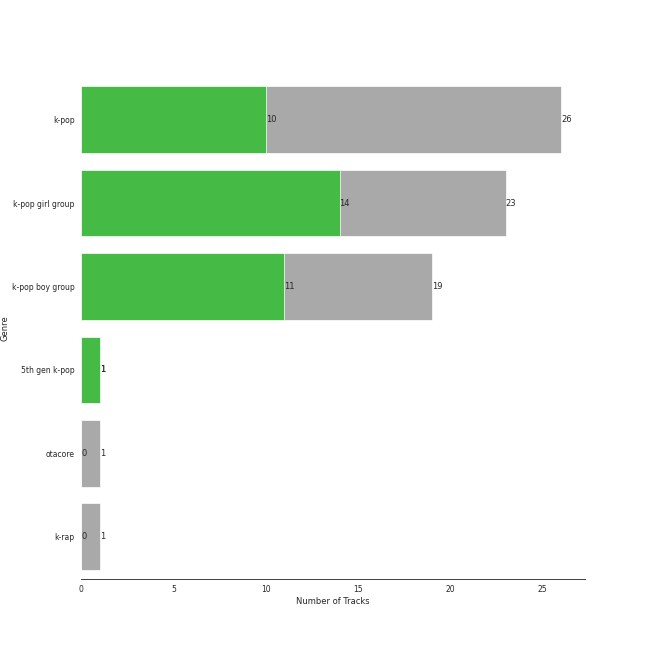 k-pop 10 26
k-pop girl group 14 23
k-pop boy group 11 19
5th gen k-pop 1
otacore 0 1
k-rap 0 1
Genre
0 5 10 15 20 25
Number of Tracks